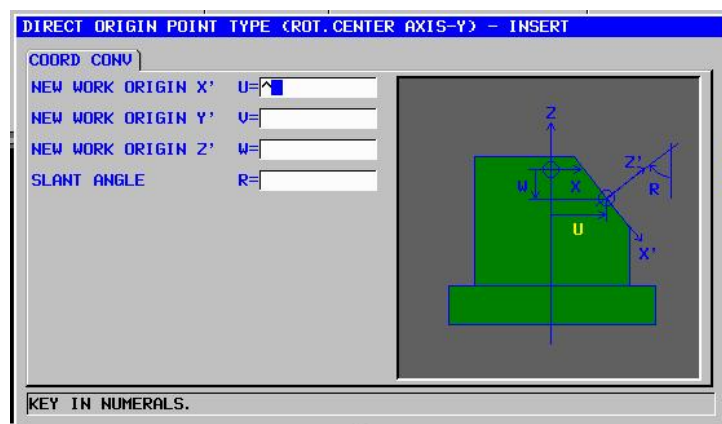 DIRECT ORIGIN POINT TYPE (ROT.CENTER AXIS-Y) - INSERT
COORD CONV
NEW WORK ORIGIN X' U=^
NEW WORK ORIGIN Y' V=
NEW WORK ORIGIN Z' W=
SLANT ANGLE R=
Z
Z'
W X R
U
X'
KEY IN NUMERALS.